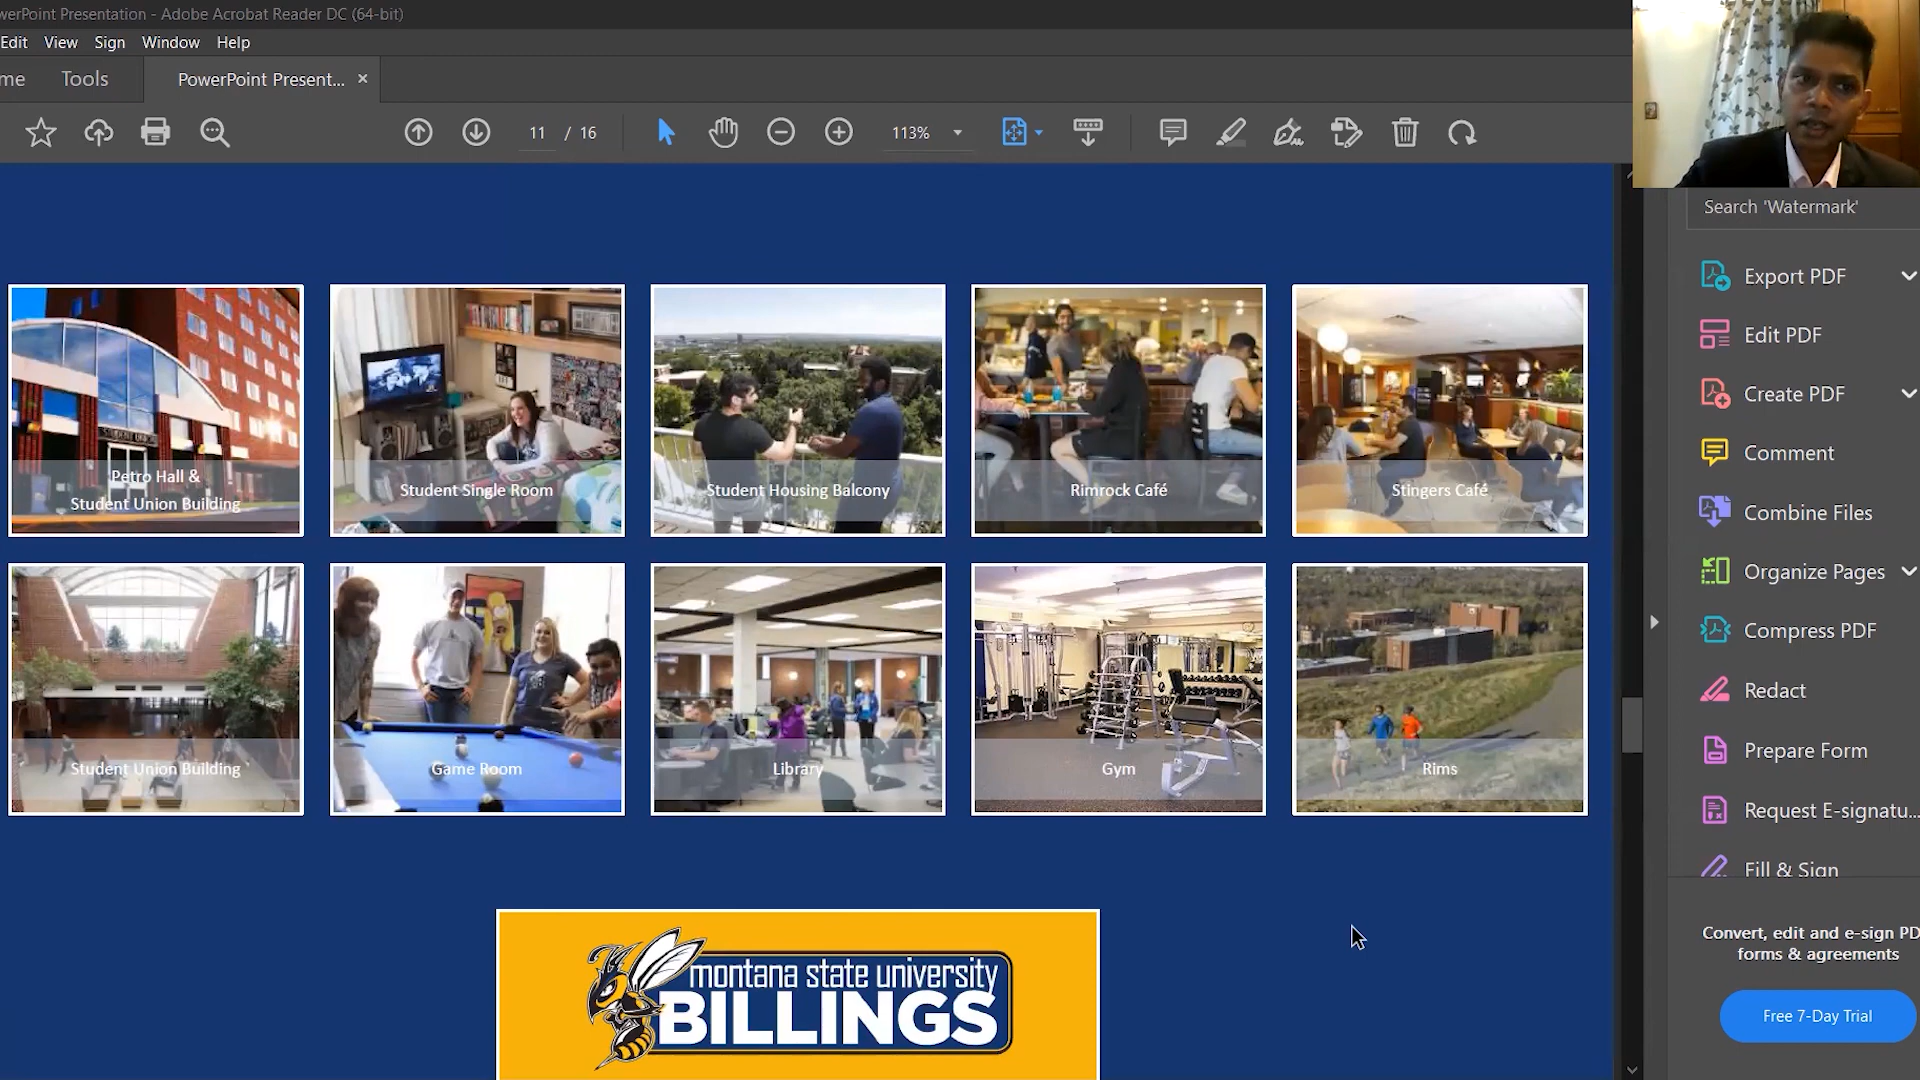 owerPoint Presentation - Adobe Acrobat Reader DC (64-bit)
Edit View Sign Window Help
me Tools PowerPoint Present... ×
11 / 16 113%
Search 'Watermark'
Export PDF
Edit PDF
Create PDF
Comment
Combine Files
Organize Pages
Compress PDF
Redact
Prepare Form
Request E-signatu...
Fill & Sign
Convert, edit and e-sign PD
forms & agreements
Free 7-Day Trial
Petro Hall &
Student Union Building
Student Single Room
Student Housing Balcony
Rimrock Café
Stingers Café
Student Union Building
Game Room
Library
Gym
Rims
montana state university
BILLINGS